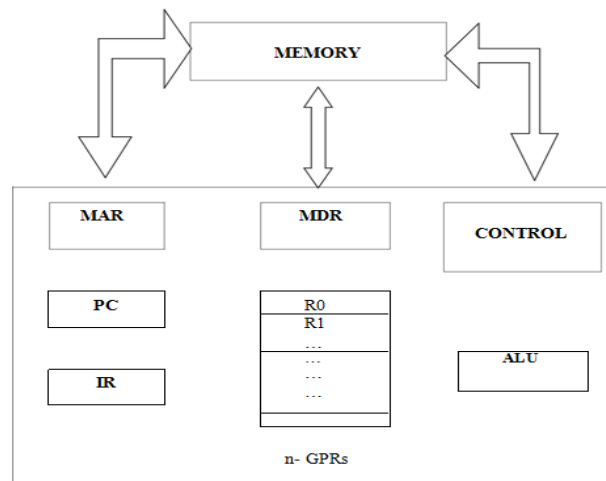 MEMORY
MAR
MDR
CONTROL
PC
R0
R1
...
...
...
...
IR
ALU
n- GPRs